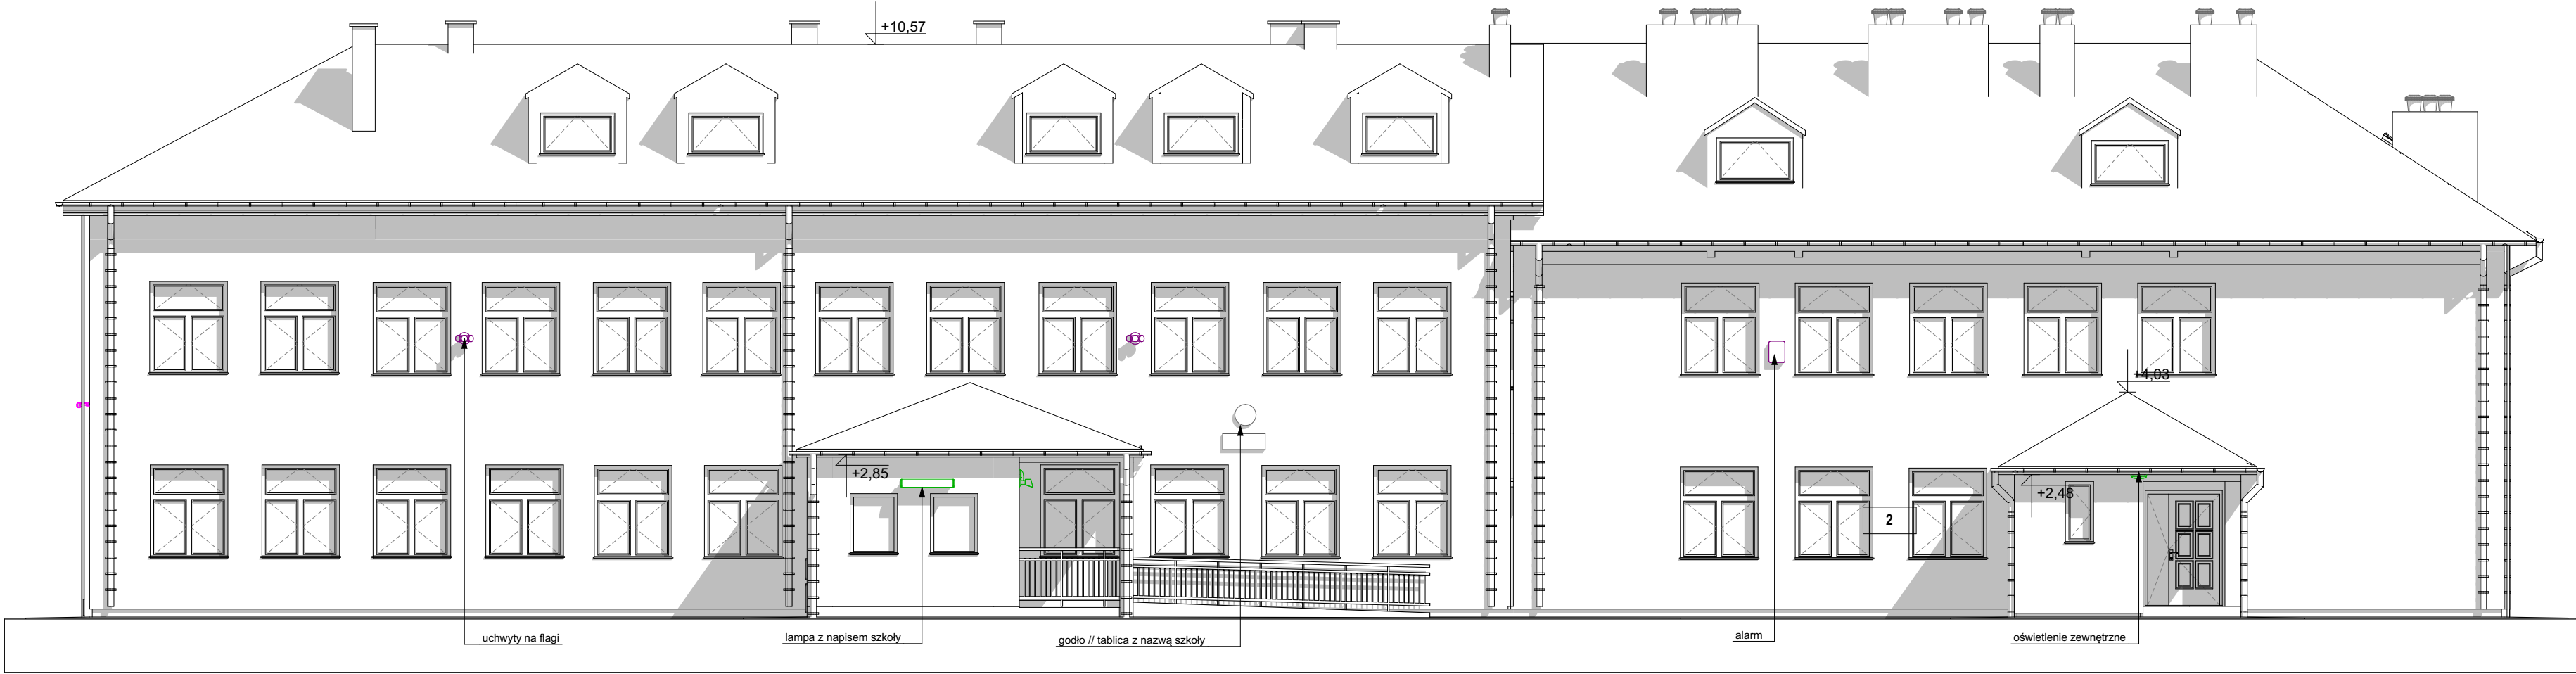 +10,57
+4,03
+2,85
+2,48
2
uchwyty na flagi
lampa z napisem szkoły
godło // tablica z nazwą szkoły
alarm
oświetlenie zewnętrzne